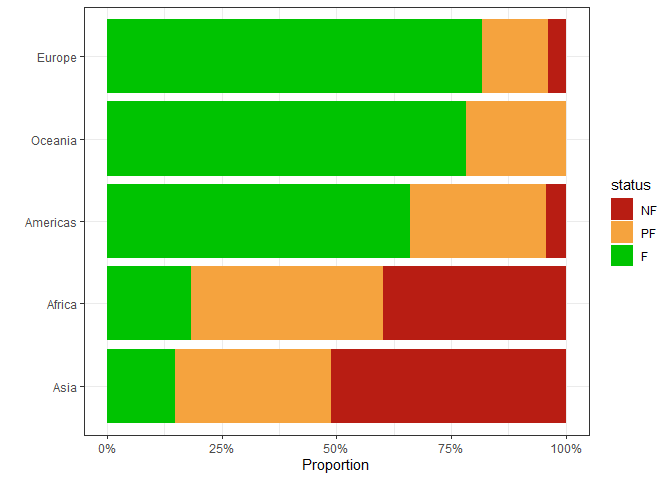 Europe
Oceania
Americas
Africa
Asia
0% 25% 50% 75% 100%
Proportion
status
NF
PF
F